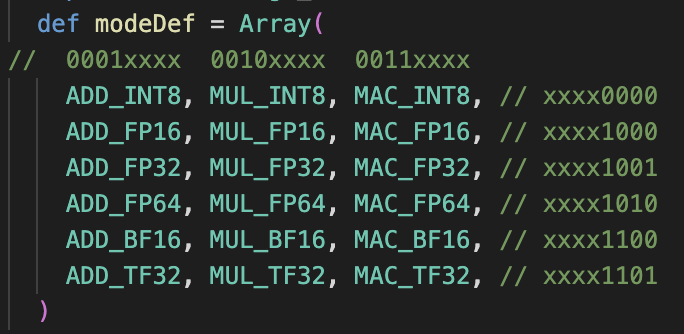 def modeDef = Array(
// 0001xxxx 0010xxxx 0011xxxx
ADD_INT8, MUL_INT8, MAC_INT8, // xxxx0000
ADD_FP16, MUL_FP16, MAC_FP16, // xxxx1000
ADD_FP32, MUL_FP32, MAC_FP32, // xxxx1001
ADD_FP64, MUL_FP64, MAC_FP64, // xxxx1010
ADD_BF16, MUL_BF16, MAC_BF16, // xxxx1100
ADD_TF32, MUL_TF32, MAC_TF32, // xxxx1101
)